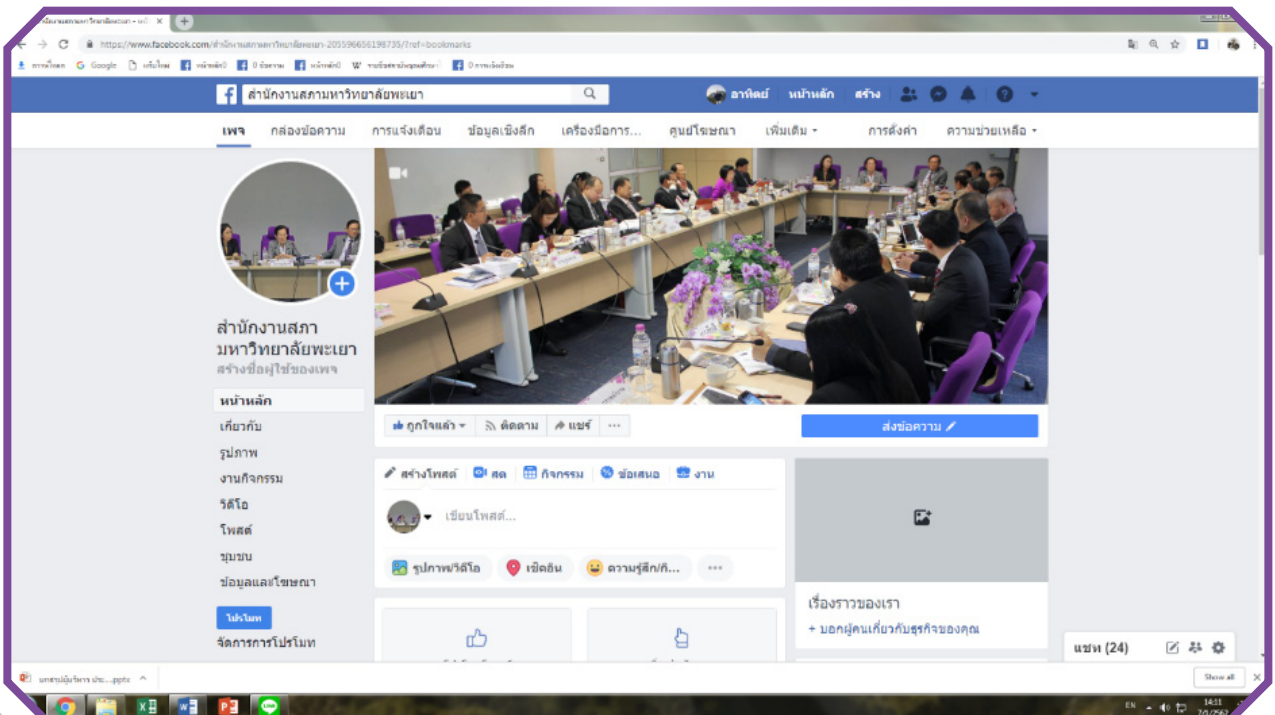 https://www.facebook.com/สำนักงานสภามหาวิทยาลัยพะเยา-205596656198735/?ref=bookmarks
Google
สำนักงานสภามหาวิทยาลัยพะเยา
อาทิตย์ หน้าหลัก สร้าง
เพจ กล่องข้อความ การแจ้งเตือน ข้อมูลเชิงลึก เครื่องมือการ... ศูนย์โฆษณา เพิ่มเติม การตั้งค่า ความช่วยเหลือ
สำนักงานสภา
มหาวิทยาลัยพะเยา
สร้างชื่อผู้ใช้ของเพจ
หน้าหลัก
เกี่ยวกับ
รูปภาพ
งานกิจกรรม
วิดีโอ
โพสต์
ชุมชน
ข้อมูลและโฆษณา
โปรโมท
จัดการการโปรโมท
ถูกใจแล้ว ติดตาม แชร์ ...
ส่งข้อความ
สร้างโพสต์ สด กิจกรรม ข้อเสนอ งาน
เขียนโพสต์...
รูปภาพ/วิดีโอ เช็คอิน ความรู้สึก/กิ... ...
เรื่องราวของเรา
+ บอกผู้คนเกี่ยวกับธุรกิจของคุณ
แชท (24)
Show all
EN
14:11
7/1/2562